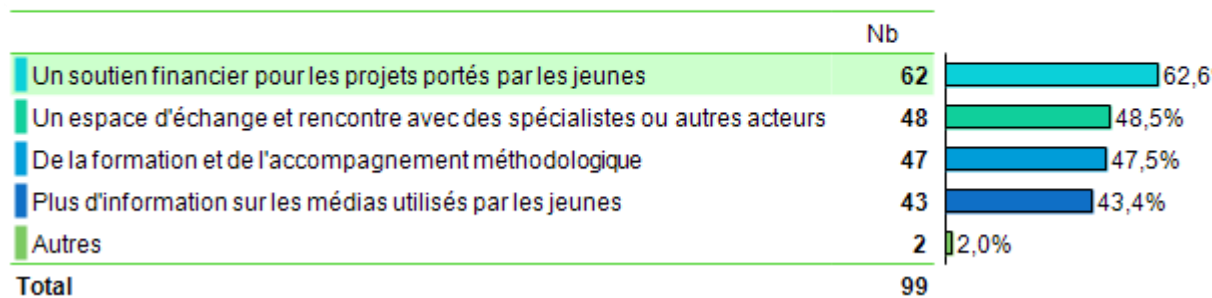 Nb
Un soutien financier pour les projets portés par les jeunes 62 62,6
Un espace d'échange et rencontre avec des spécialistes ou autres acteurs 48 48,5%
De la formation et de l'accompagnement méthodologique 47 47,5%
Plus d'information sur les médias utilisés par les jeunes 43 43,4%
Autres 2 2,0%
Total 99